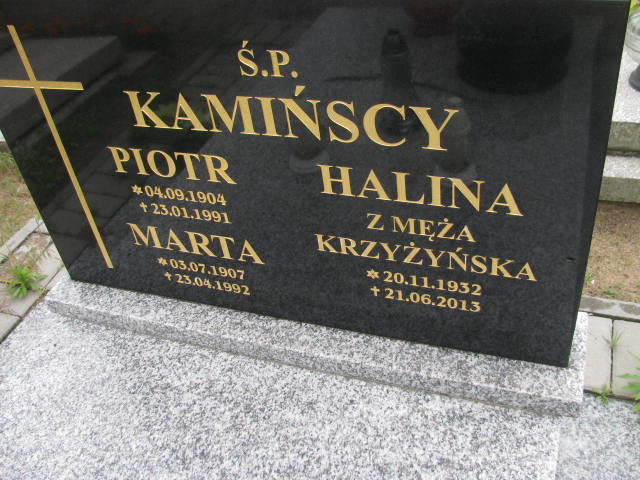 Ś.P.
KAMIŃSCY
PIOTR
✲ 04.09.1904
✝ 23.01.1991
MARTA
✲ 03.07.1907
✝ 23.04.1992
HALINA
Z MĘŻA
KRZYŻYŃSKA
✲ 20.11.1932
✝ 21.06.2013